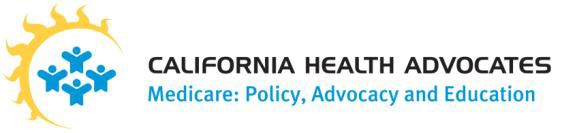 CALIFORNIA HEALTH ADVOCATES
Medicare: Policy, Advocacy and Education